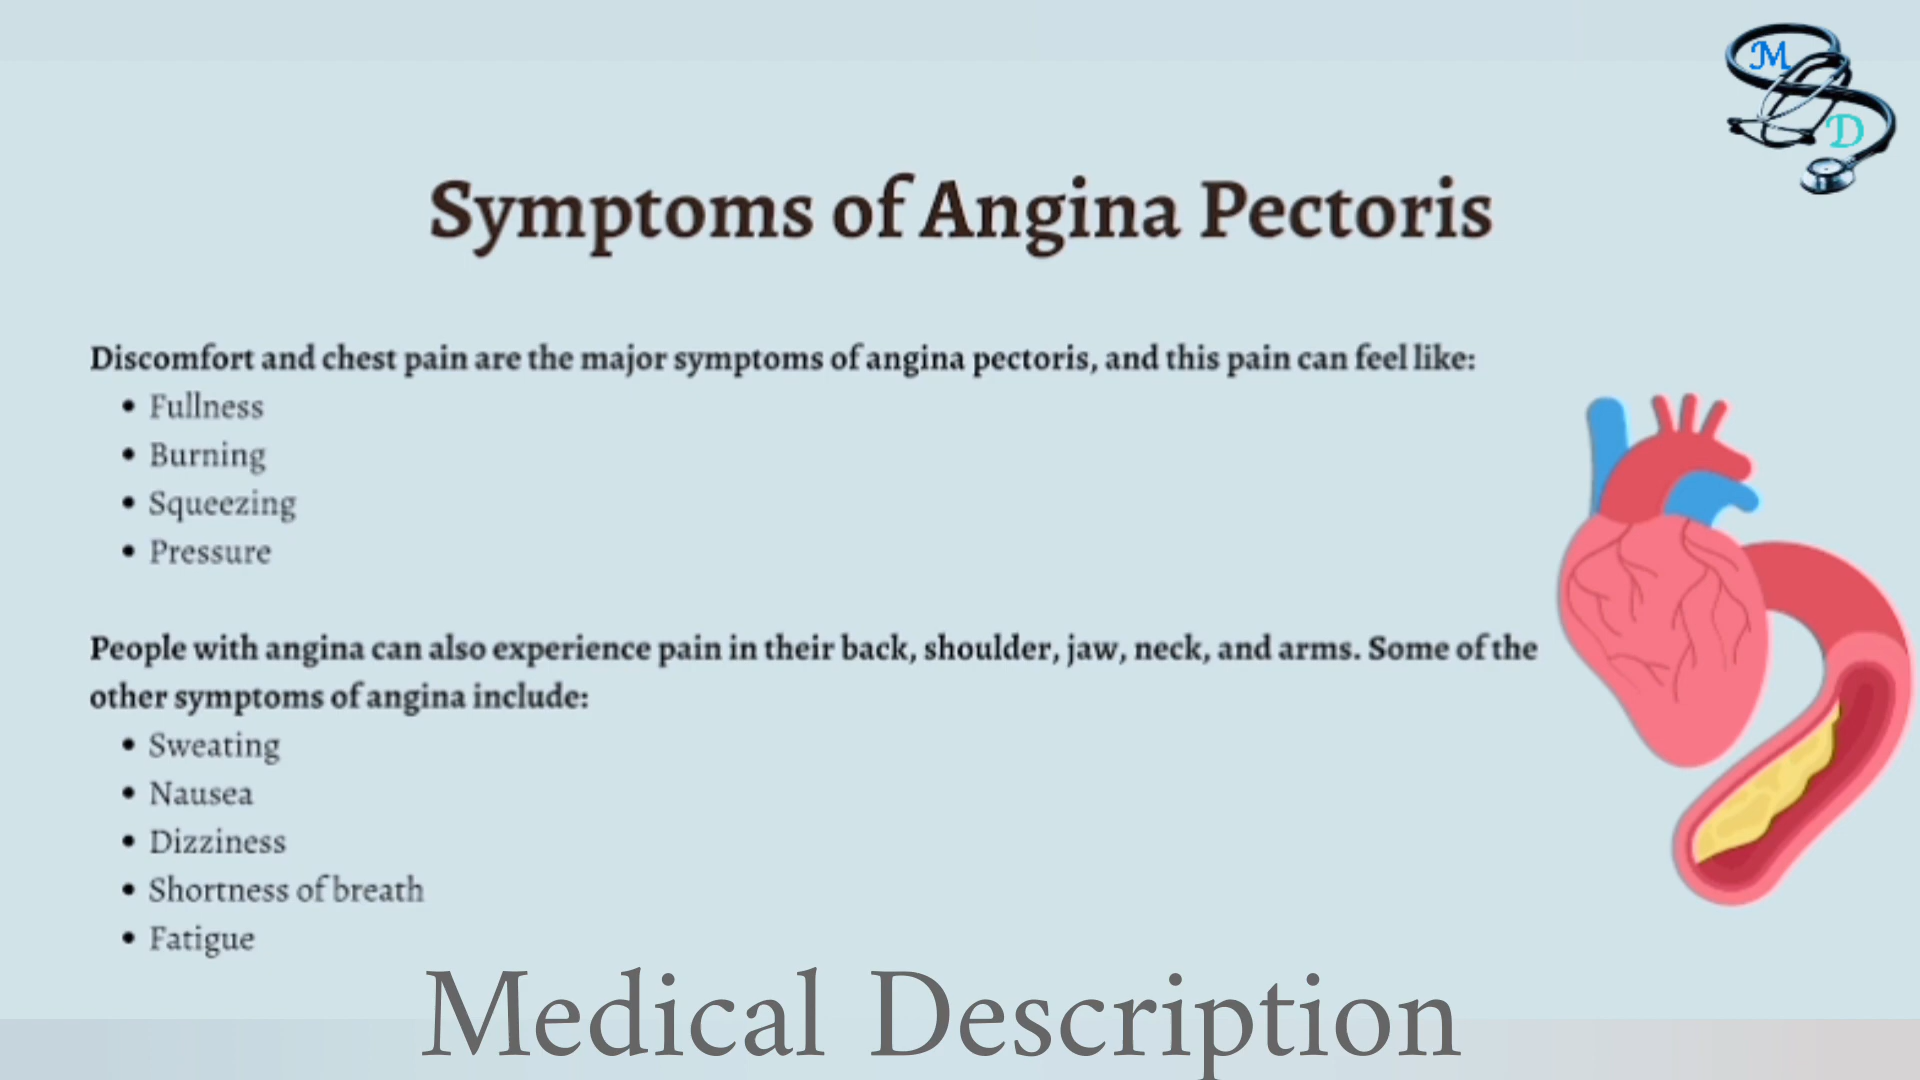 M
D
Symptoms of Angina Pectoris
Discomfort and chest pain are the major symptoms of angina pectoris, and this pain can feel like:
• Fullness
• Burning
• Squeezing
• Pressure
People with angina can also experience pain in their back, shoulder, jaw, neck, and arms. Some of the
other symptoms of angina include:
• Sweating
• Nausea
• Dizziness
• Shortness of breath
• Fatigue
Medical Description